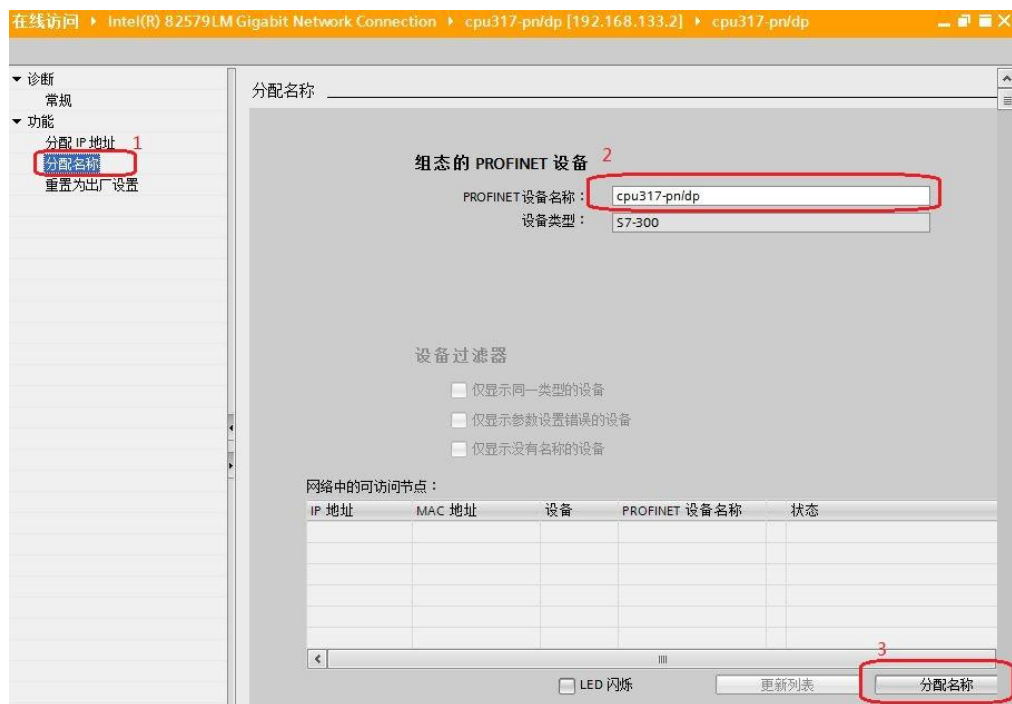 在线访问 ▸ Intel(R) 82579LM Gigabit Network Connection ▸ cpu317-pn/dp [192.168.133.2] ▸ cpu317-pn/dp
诊断
常规
功能
分配 IP 地址 1
分配名称
重置为出厂设置
分配名称
组态的 PROFINET 设备 2
PROFINET设备名称： cpu317-pn/dp
设备类型： S7-300
设备过滤器
仅显示同一类型的设备
仅显示参数设置错误的设备
仅显示没有名称的设备
网络中的可访问节点：
IP 地址 MAC 地址 设备 PROFINET 设备名称 状态
3
LED 闪烁 更新列表 分配名称